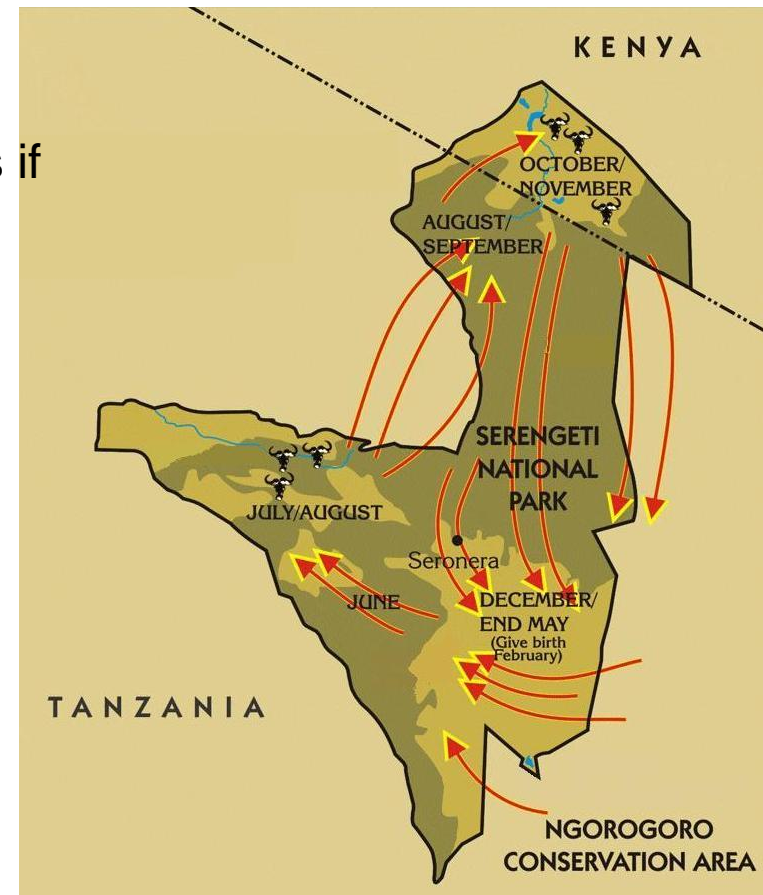 s if
KENYA
OCTOBER/
NOVEMBER
AUGUST/
SEPTEMBER
SERENGETI
NATIONAL
PARK
JULY/AUGUST
Seronera
JUNE
DECEMBER/
END MAY
(Give birth
February)
TANZANIA
NGOROGORO
CONSERVATION AREA